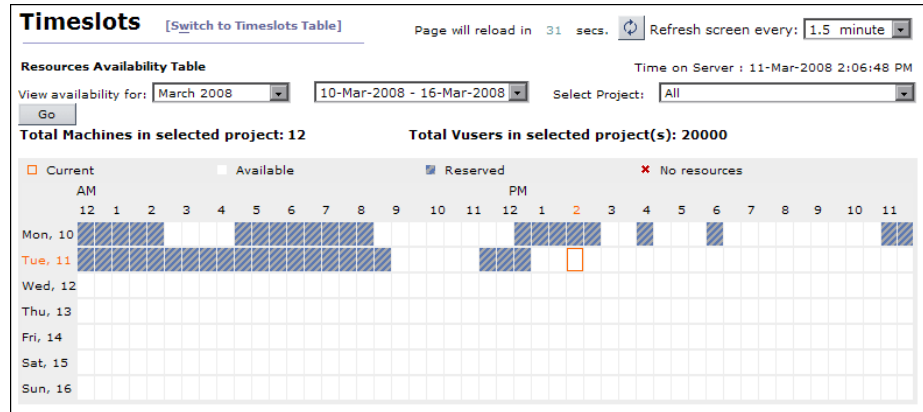 Timeslots [Switch to Timeslots Table] Page will reload in 31 secs. Refresh screen every: 1.5 minute
Resources Availability Table Time on Server : 11-Mar-2008 2:06:48 PM
View availability for: March 2008 10-Mar-2008 - 16-Mar-2008 Select Project: All
Go
Total Machines in selected project: 12 Total Vusers in selected project(s): 20000
Current Available Reserved No resources
AM PM
12 1 2 3 4 5 6 7 8 9 10 11 12 1 2 3 4 5 6 7 8 9 10 11
Mon, 10
Tue, 11
Wed, 12
Thu, 13
Fri, 14
Sat, 15
Sun, 16